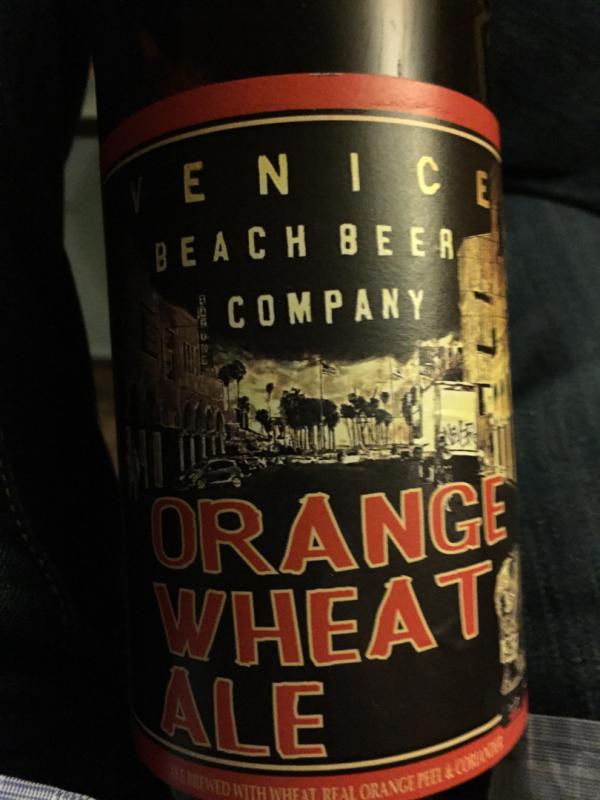 VENICE
BEACH BEER
COMPANY
ORANGE
WHEAT
ALE
ALE BREWED WITH WHEAT, REAL ORANGE PEEL & CORIANDER